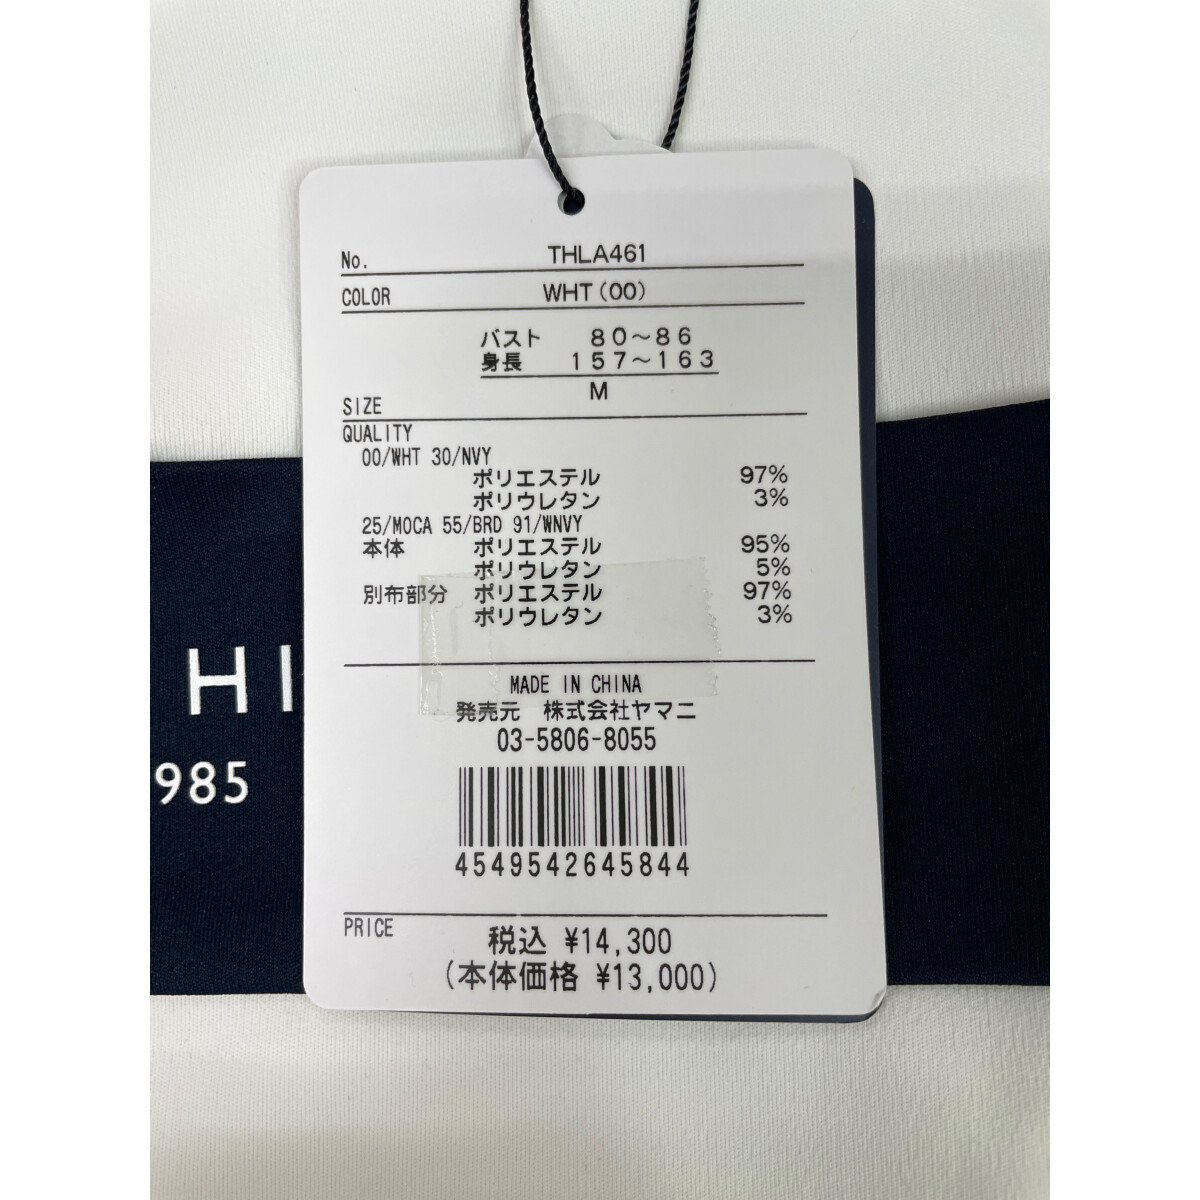 No. THLA461
COLOR WHT(00)
バスト 80～86
身長 157～163
SIZE M
QUALITY
00/WHT 30/NVY
ポリエステル 97%
ポリウレタン 3%
25/MOCA 55/BRD 91/WNVY
本体 ポリエステル 95%
ポリウレタン 5%
別布部分 ポリエステル 97%
ポリウレタン 3%
MADE IN CHINA
発売元 株式会社ヤマニ
03-5806-8055
4549542645844
PRICE 税込 ¥14,300
(本体価格 ¥13,000)
HI
985